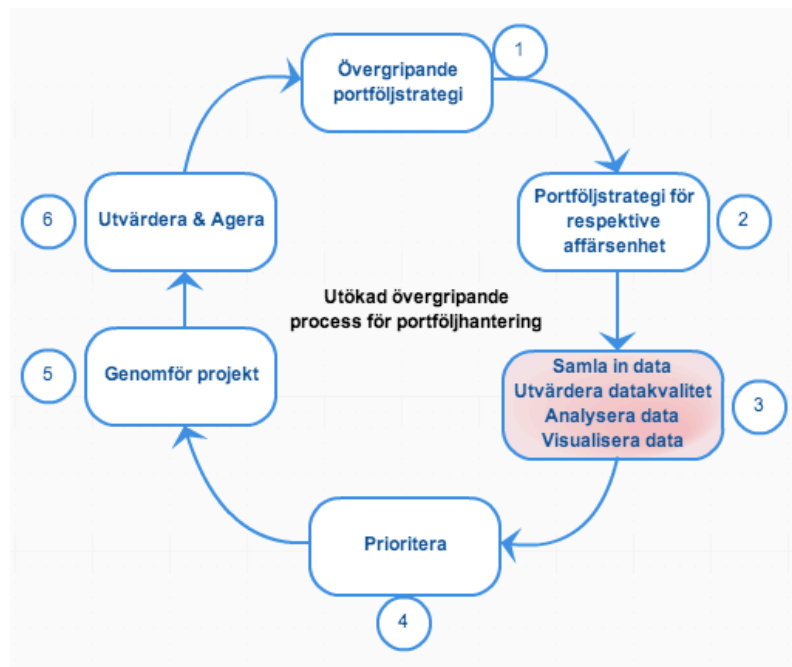 1
Övergripande
portföljstrategi
Portföljstrategi för
respektive
affärsenhet
2
Samla in data
Utvärdera datakvalitet
Analysera data
Visualisera data
3
Prioritera
4
Genomför projekt
5
Utvärdera & Agera
6
Utökad övergripande
process för portföljhantering